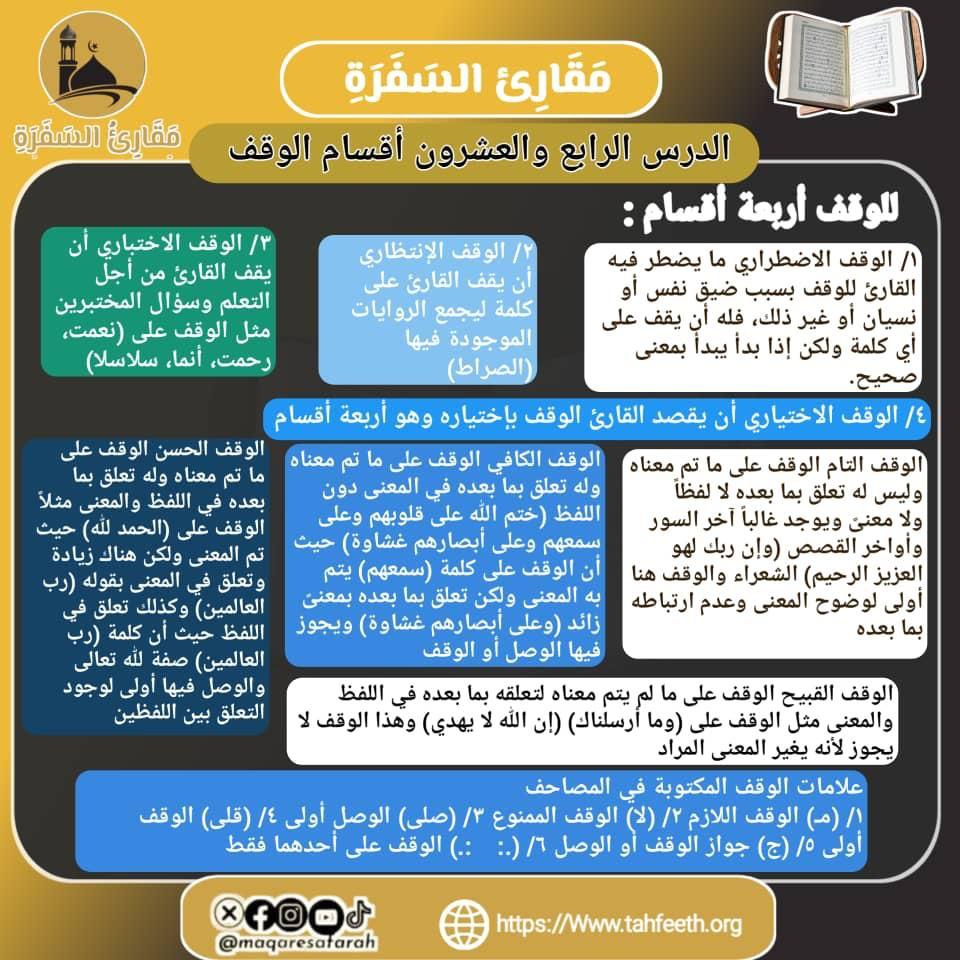 مَقَارِئ السَفَرَةِ
مَقَارِئُ السَفَرَةِ
الدرس الرابع والعشرون أقسام الوقف
للوقف أربعة أقسام :
١/ الوقف الاضطراري ما يضطر فيه
القارئ للوقف بسبب ضيق نفس أو
نسيان أو غير ذلك، فله أن يقف على
أي كلمة ولكن إذا بدأ يبدأ بمعنى
صحيح.
٢/ الوقف الإنتظاري
أن يقف القارئ على
كلمة ليجمع الروايات
الموجودة فيها
(الصراط)
٣/ الوقف الاختباري أن
يقف القارئ من أجل
التعلم وسؤال المختبرين
مثل الوقف على (نعمت،
رحمت، أنما، سلاسلا)
٤/ الوقف الاختياري أن يقصد القارئ الوقف بإختياره وهو أربعة أقسام
الوقف التام الوقف على ما تم معناه
وليس له تعلق بما بعده لا لفظاً
ولا معنىً ويوجد غالباً آخر السور
وأواخر القصص (وإن ربك لهو
العزيز الرحيم) الشعراء والوقف هنا
أولى لوضوح المعنى وعدم ارتباطه
بما بعده
الوقف الكافي الوقف على ما تم معناه
وله تعلق بما بعده في المعنى دون
اللفظ (ختم الله على قلوبهم وعلى
سمعهم وعلى أبصارهم غشاوة) حيث
أن الوقف على كلمة (سمعهم) يتم
به المعنى ولكن تعلق بما بعده بمعنىً
زائد (وعلى أبصارهم غشاوة) ويجوز
فيها الوصل أو الوقف
الوقف الحسن الوقف على
ما تم معناه وله تعلق بما
بعده في اللفظ والمعنى مثلاً
الوقف على (الحمد لله) حيث
تم المعنى ولكن هناك زيادة
وتعلق في المعنى بقوله (رب
العالمين) وكذلك تعلق في
اللفظ حيث أن كلمة (رب
العالمين) صفة لله تعالى
والوصل فيها أولى لوجود
التعلق بين اللفظين
الوقف القبيح الوقف على ما لم يتم معناه لتعلقه بما بعده في اللفظ
والمعنى مثل الوقف على (وما أرسلناك) (إن الله لا يهدي) وهذا الوقف لا
يجوز لأنه يغير المعنى المراد
علامات الوقف المكتوبة في المصاحف
١/ (مـ) الوقف اللازم ٢/ (لا) الوقف الممنوع ٣/ (صلى) الوصل أولى ٤/ (قلى) الوقف
أولى ٥/ (ج) جواز الوقف أو الوصل ٦/ (.: :.) الوقف على أحدهما فقط
@maqaresafarah
https://Www.tahfeeth.org